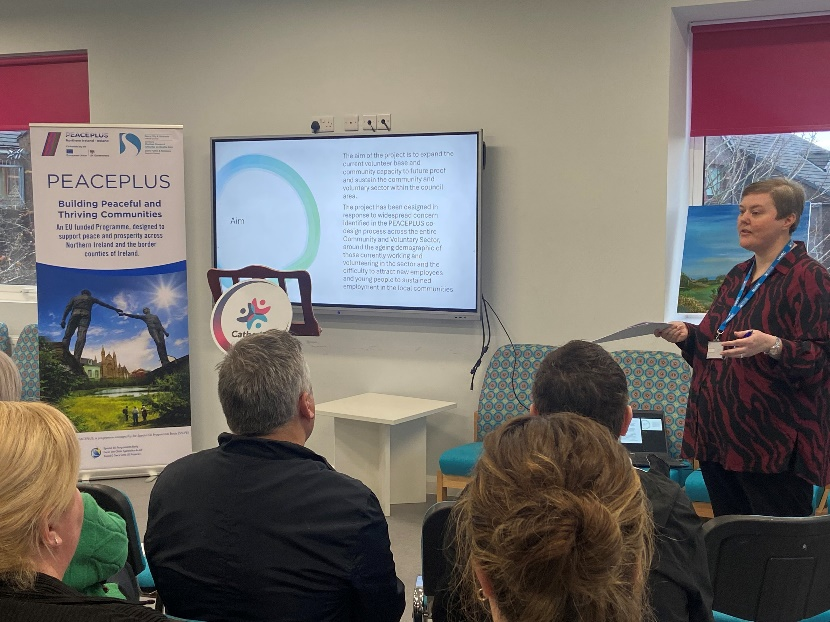 PEACEPLUS
Northern Ireland - Ireland
PEACEPLUS
Building Peaceful and
Thriving Communities
An EU funded Programme, designed to
support peace and prosperity across
Northern Ireland and the border
counties of Ireland.
Aim
The aim of the project is to expand the
current volunteer base and
community capacity to future proof
and sustain the community and
voluntary sector within the council
area.
The project has been designed in
response to widespread concern
identified in the PEACEPLUS co-
design process across the entire
Community and Voluntary Sector,
around the ageing demographic of
those currently working and
volunteering in the sector and the
difficulty to attract new employees
and young people to sustained
employment in the local communities